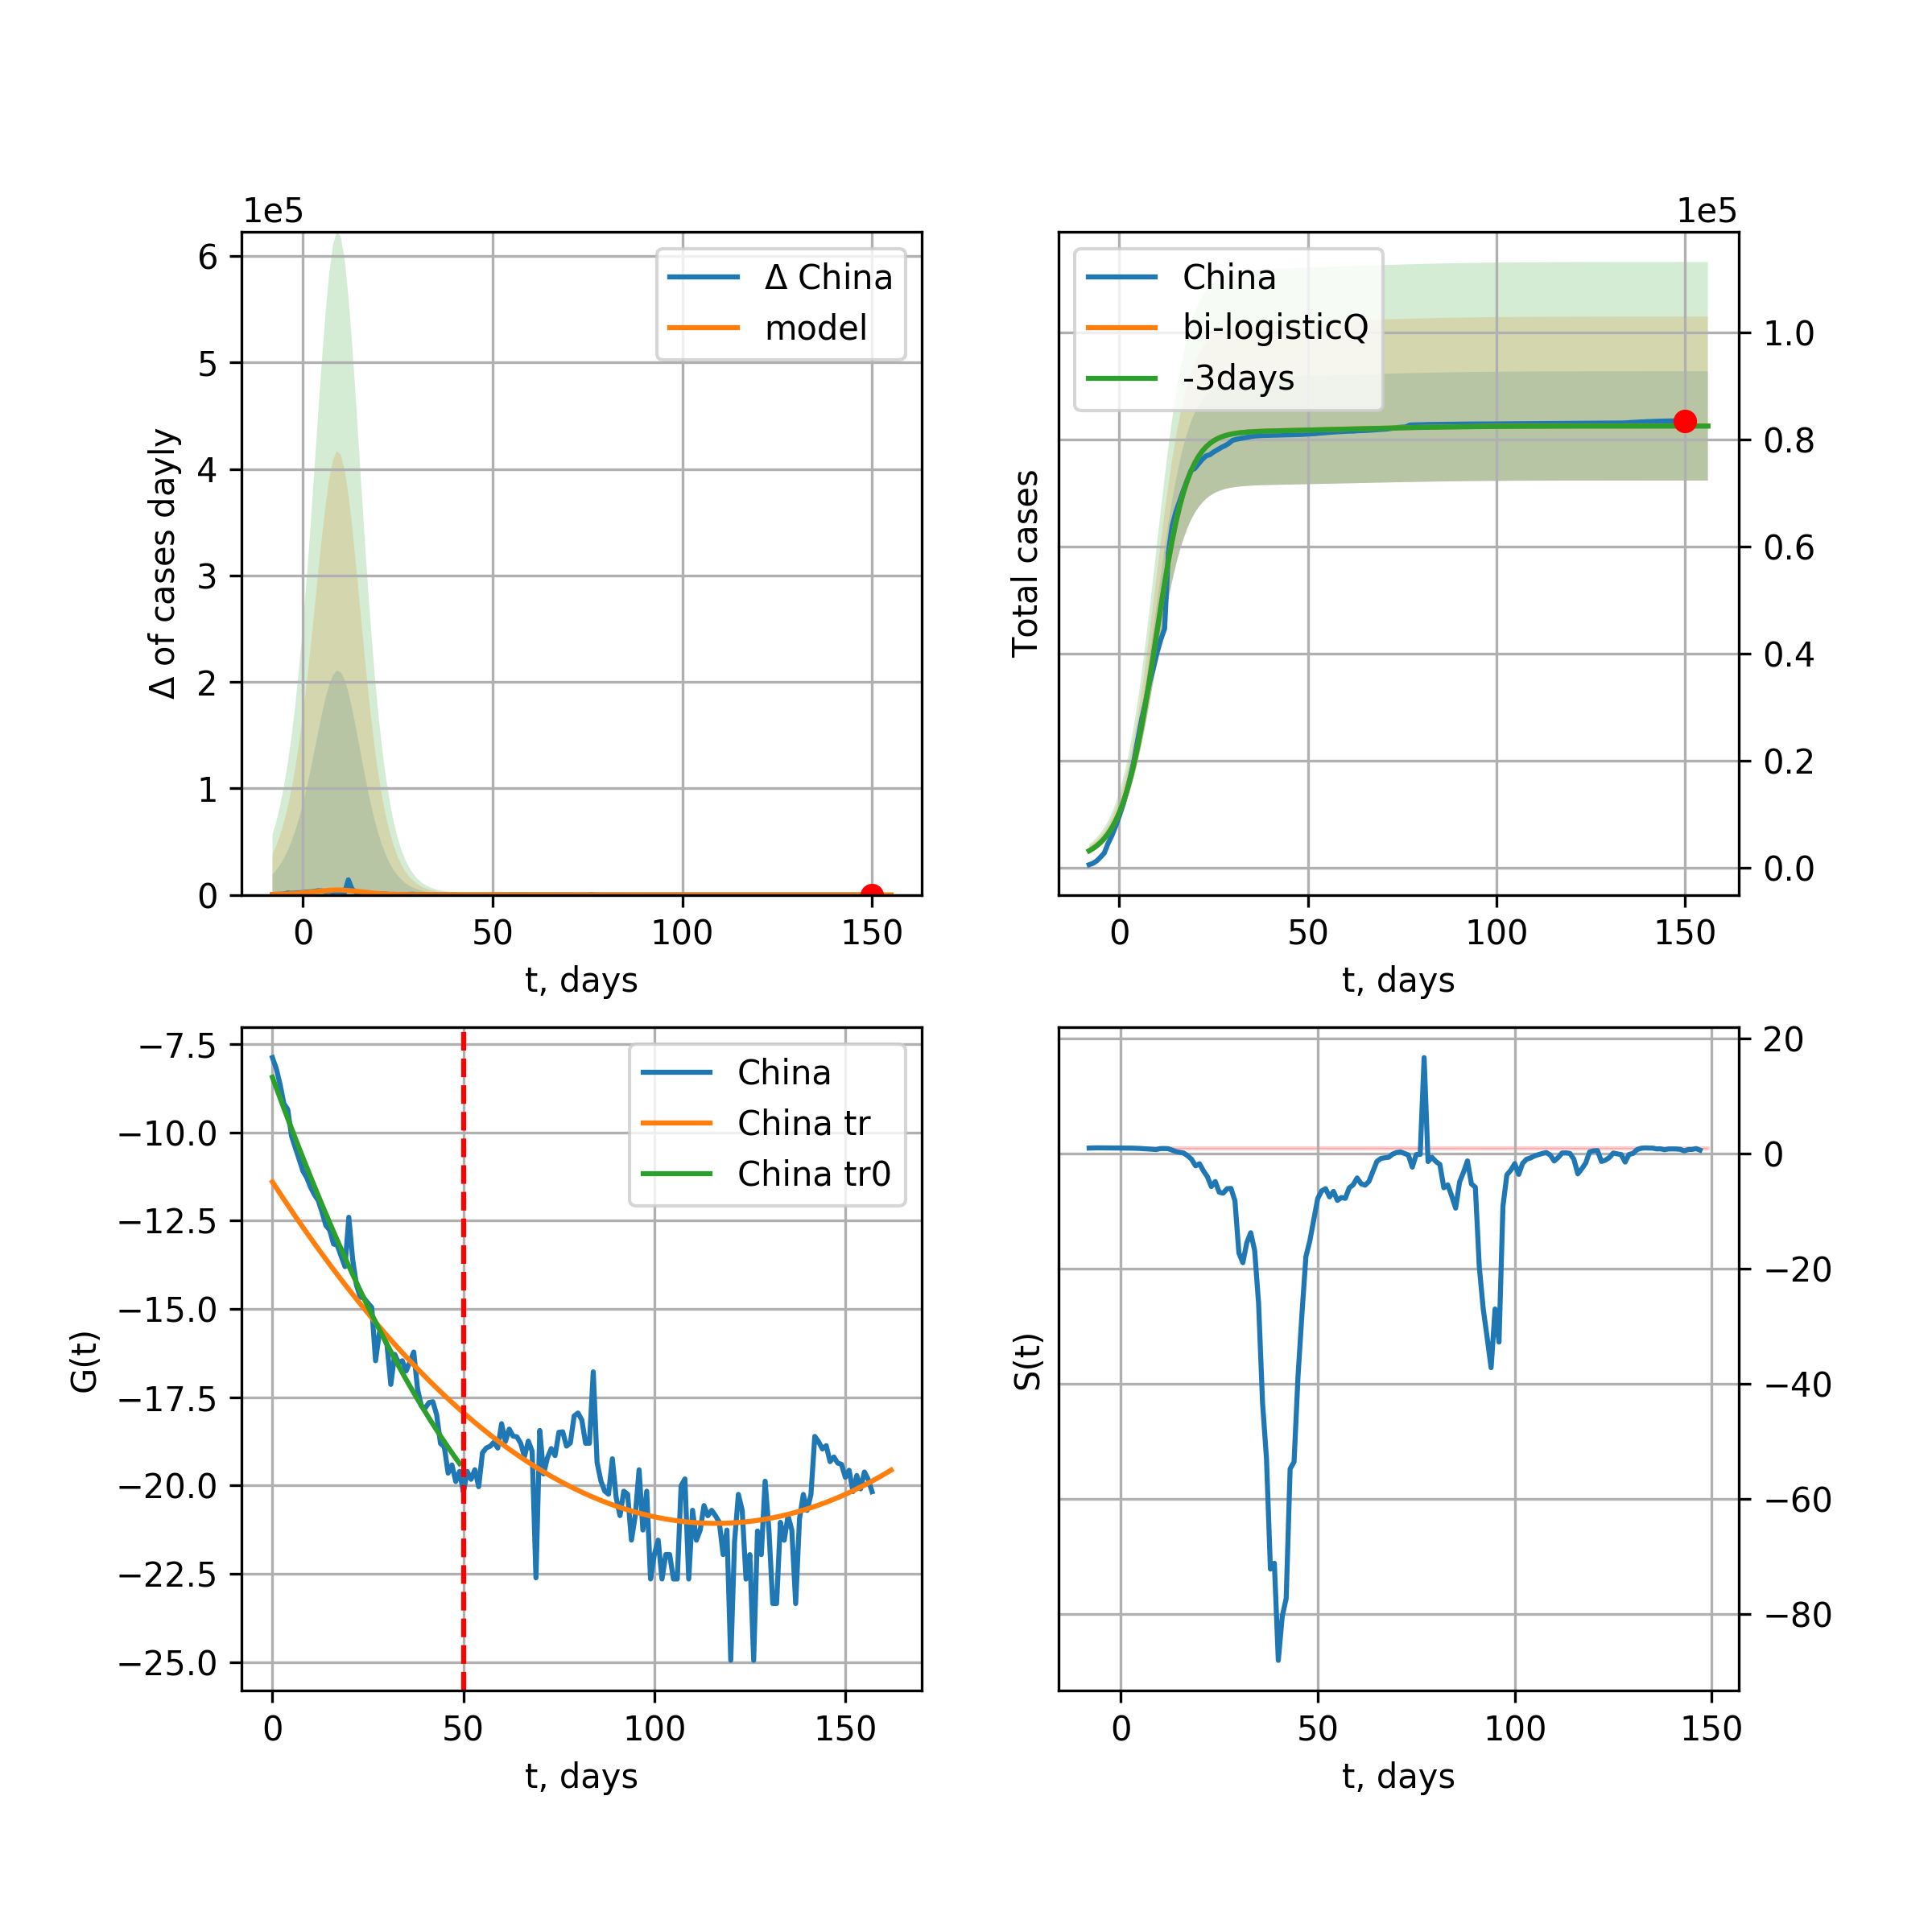 1e5
6
5
4
3
2
1
0
Δ of cases dayly
Δ China
model
0 50 100 150
t, days
1e5
China
bi-logisticQ
-3days
Total cases
1.0
0.8
0.6
0.4
0.2
0.0
0 50 100 150
t, days
−7.5
−10.0
−12.5
−15.0
−17.5
−20.0
−22.5
−25.0
G(t)
China
China tr
China tr0
0 50 100 150
t, days
S(t)
20
0
−20
−40
−60
−80
0 50 100 150
t, days